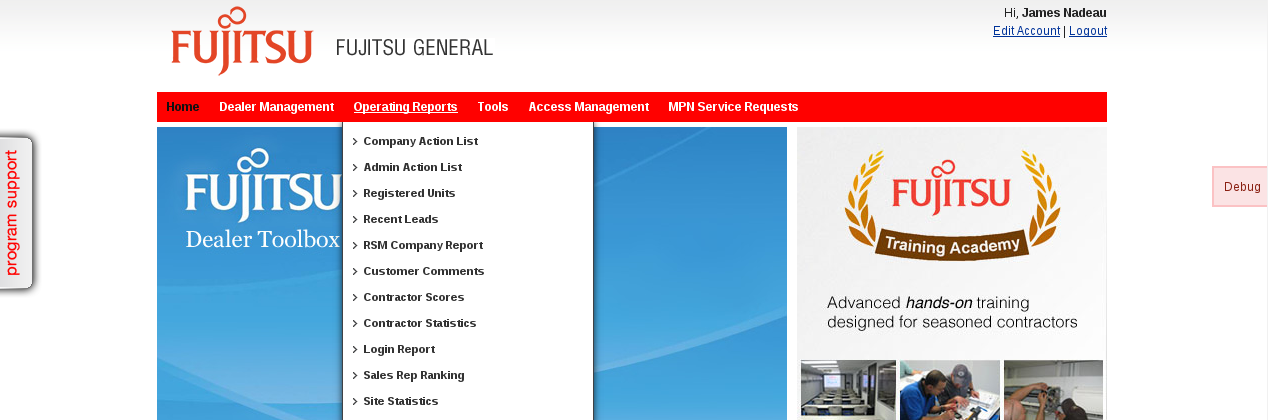 FUJITSU
FUJITSU GENERAL
Hi, James Nadeau
Edit Account | Logout
Home Dealer Management Operating Reports Tools Access Management MPN Service Requests
program support
Debug
FUJITSU
Dealer Toolbox
Company Action List
Admin Action List
Registered Units
Recent Leads
RSM Company Report
Customer Comments
Contractor Scores
Contractor Statistics
Login Report
Sales Rep Ranking
Site Statistics
FUJITSU
Training Academy
Advanced hands-on training
designed for seasoned contractors